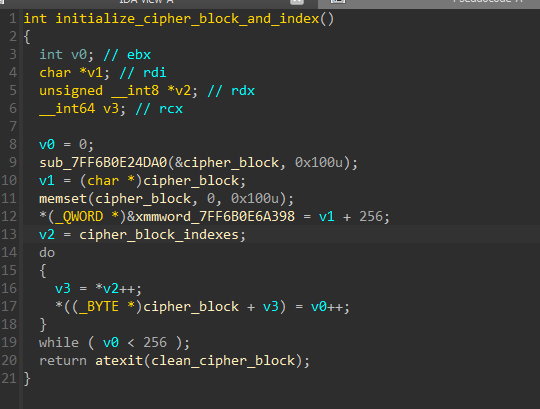 IDA View-A
Pseudocode-A
1 int initialize_cipher_block_and_index()
2 {
3 int v0; // ebx
4 char *v1; // rdi
5 unsigned __int8 *v2; // rdx
6 __int64 v3; // rcx
7
8 v0 = 0;
9 sub_7FF6B0E24DA0(&cipher_block, 0x100u);
10 v1 = (char *)cipher_block;
11 memset(cipher_block, 0, 0x100u);
12 *(_QWORD *)&xmmword_7FF6B0E6A398 = v1 + 256;
13 v2 = cipher_block_indexes;
14 do
15 {
16 v3 = *v2++;
17 *((_BYTE *)cipher_block + v3) = v0++;
18 }
19 while ( v0 < 256 );
20 return atexit(clean_cipher_block);
21 }